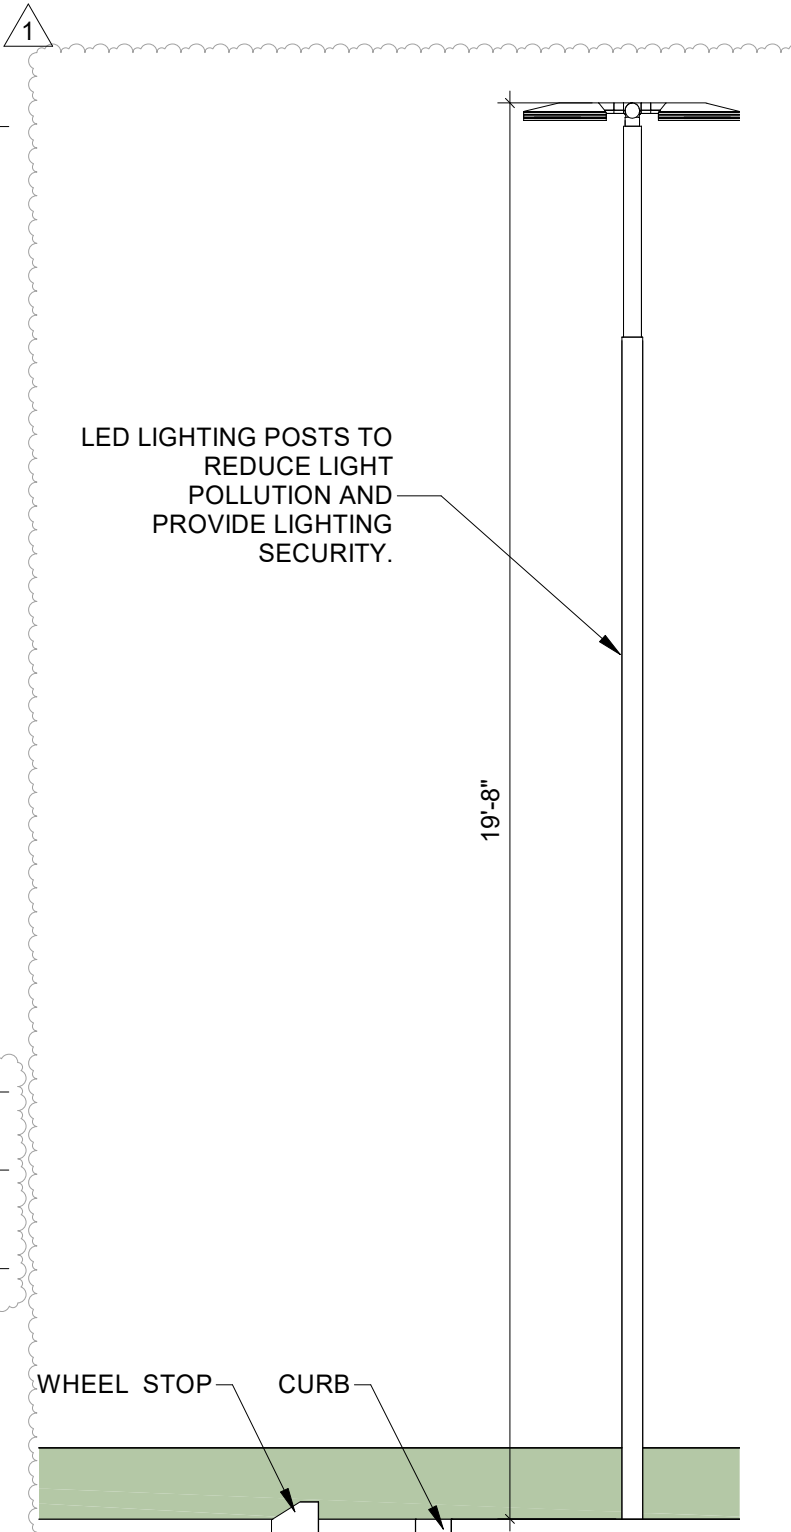 1
LED LIGHTING POSTS TO
REDUCE LIGHT
POLLUTION AND
PROVIDE LIGHTING
SECURITY.
19'-8"
WHEEL STOP
CURB